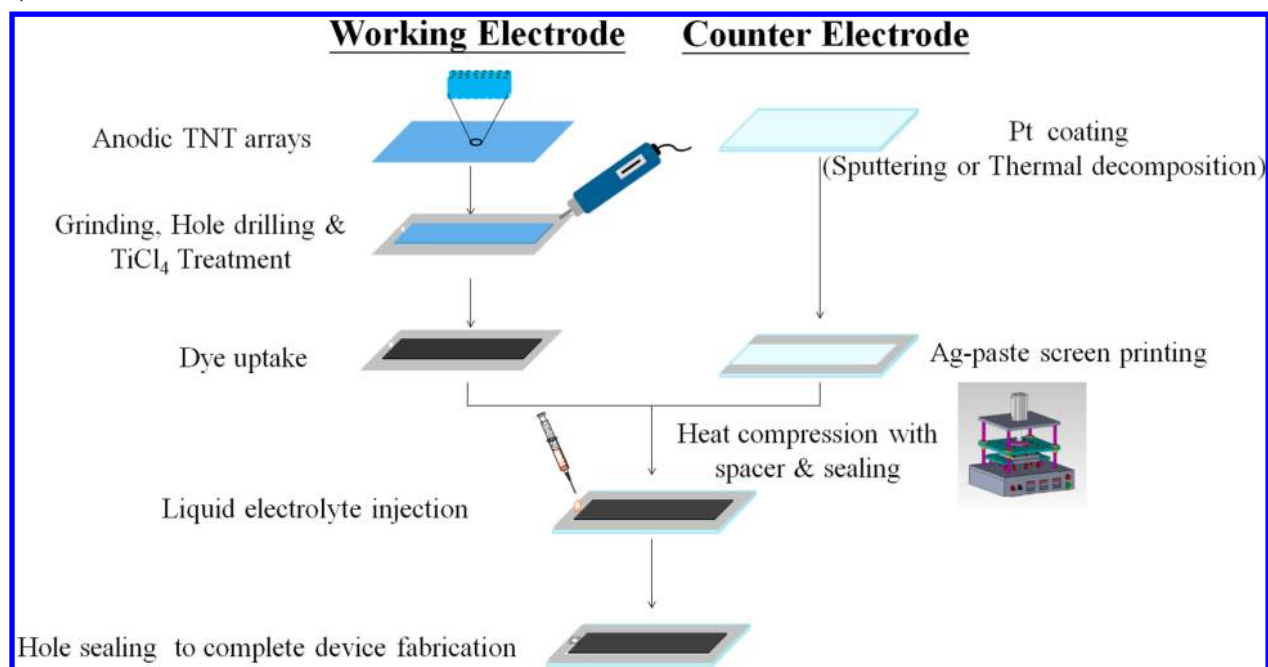 Working Electrode
Counter Electrode
Anodic TNT arrays
Pt coating
(Sputtering or Thermal decomposition)
Grinding, Hole drilling &
TiCl₄ Treatment
Dye uptake
Ag-paste screen printing
Heat compression with
spacer & sealing
Liquid electrolyte injection
Hole sealing to complete device fabrication